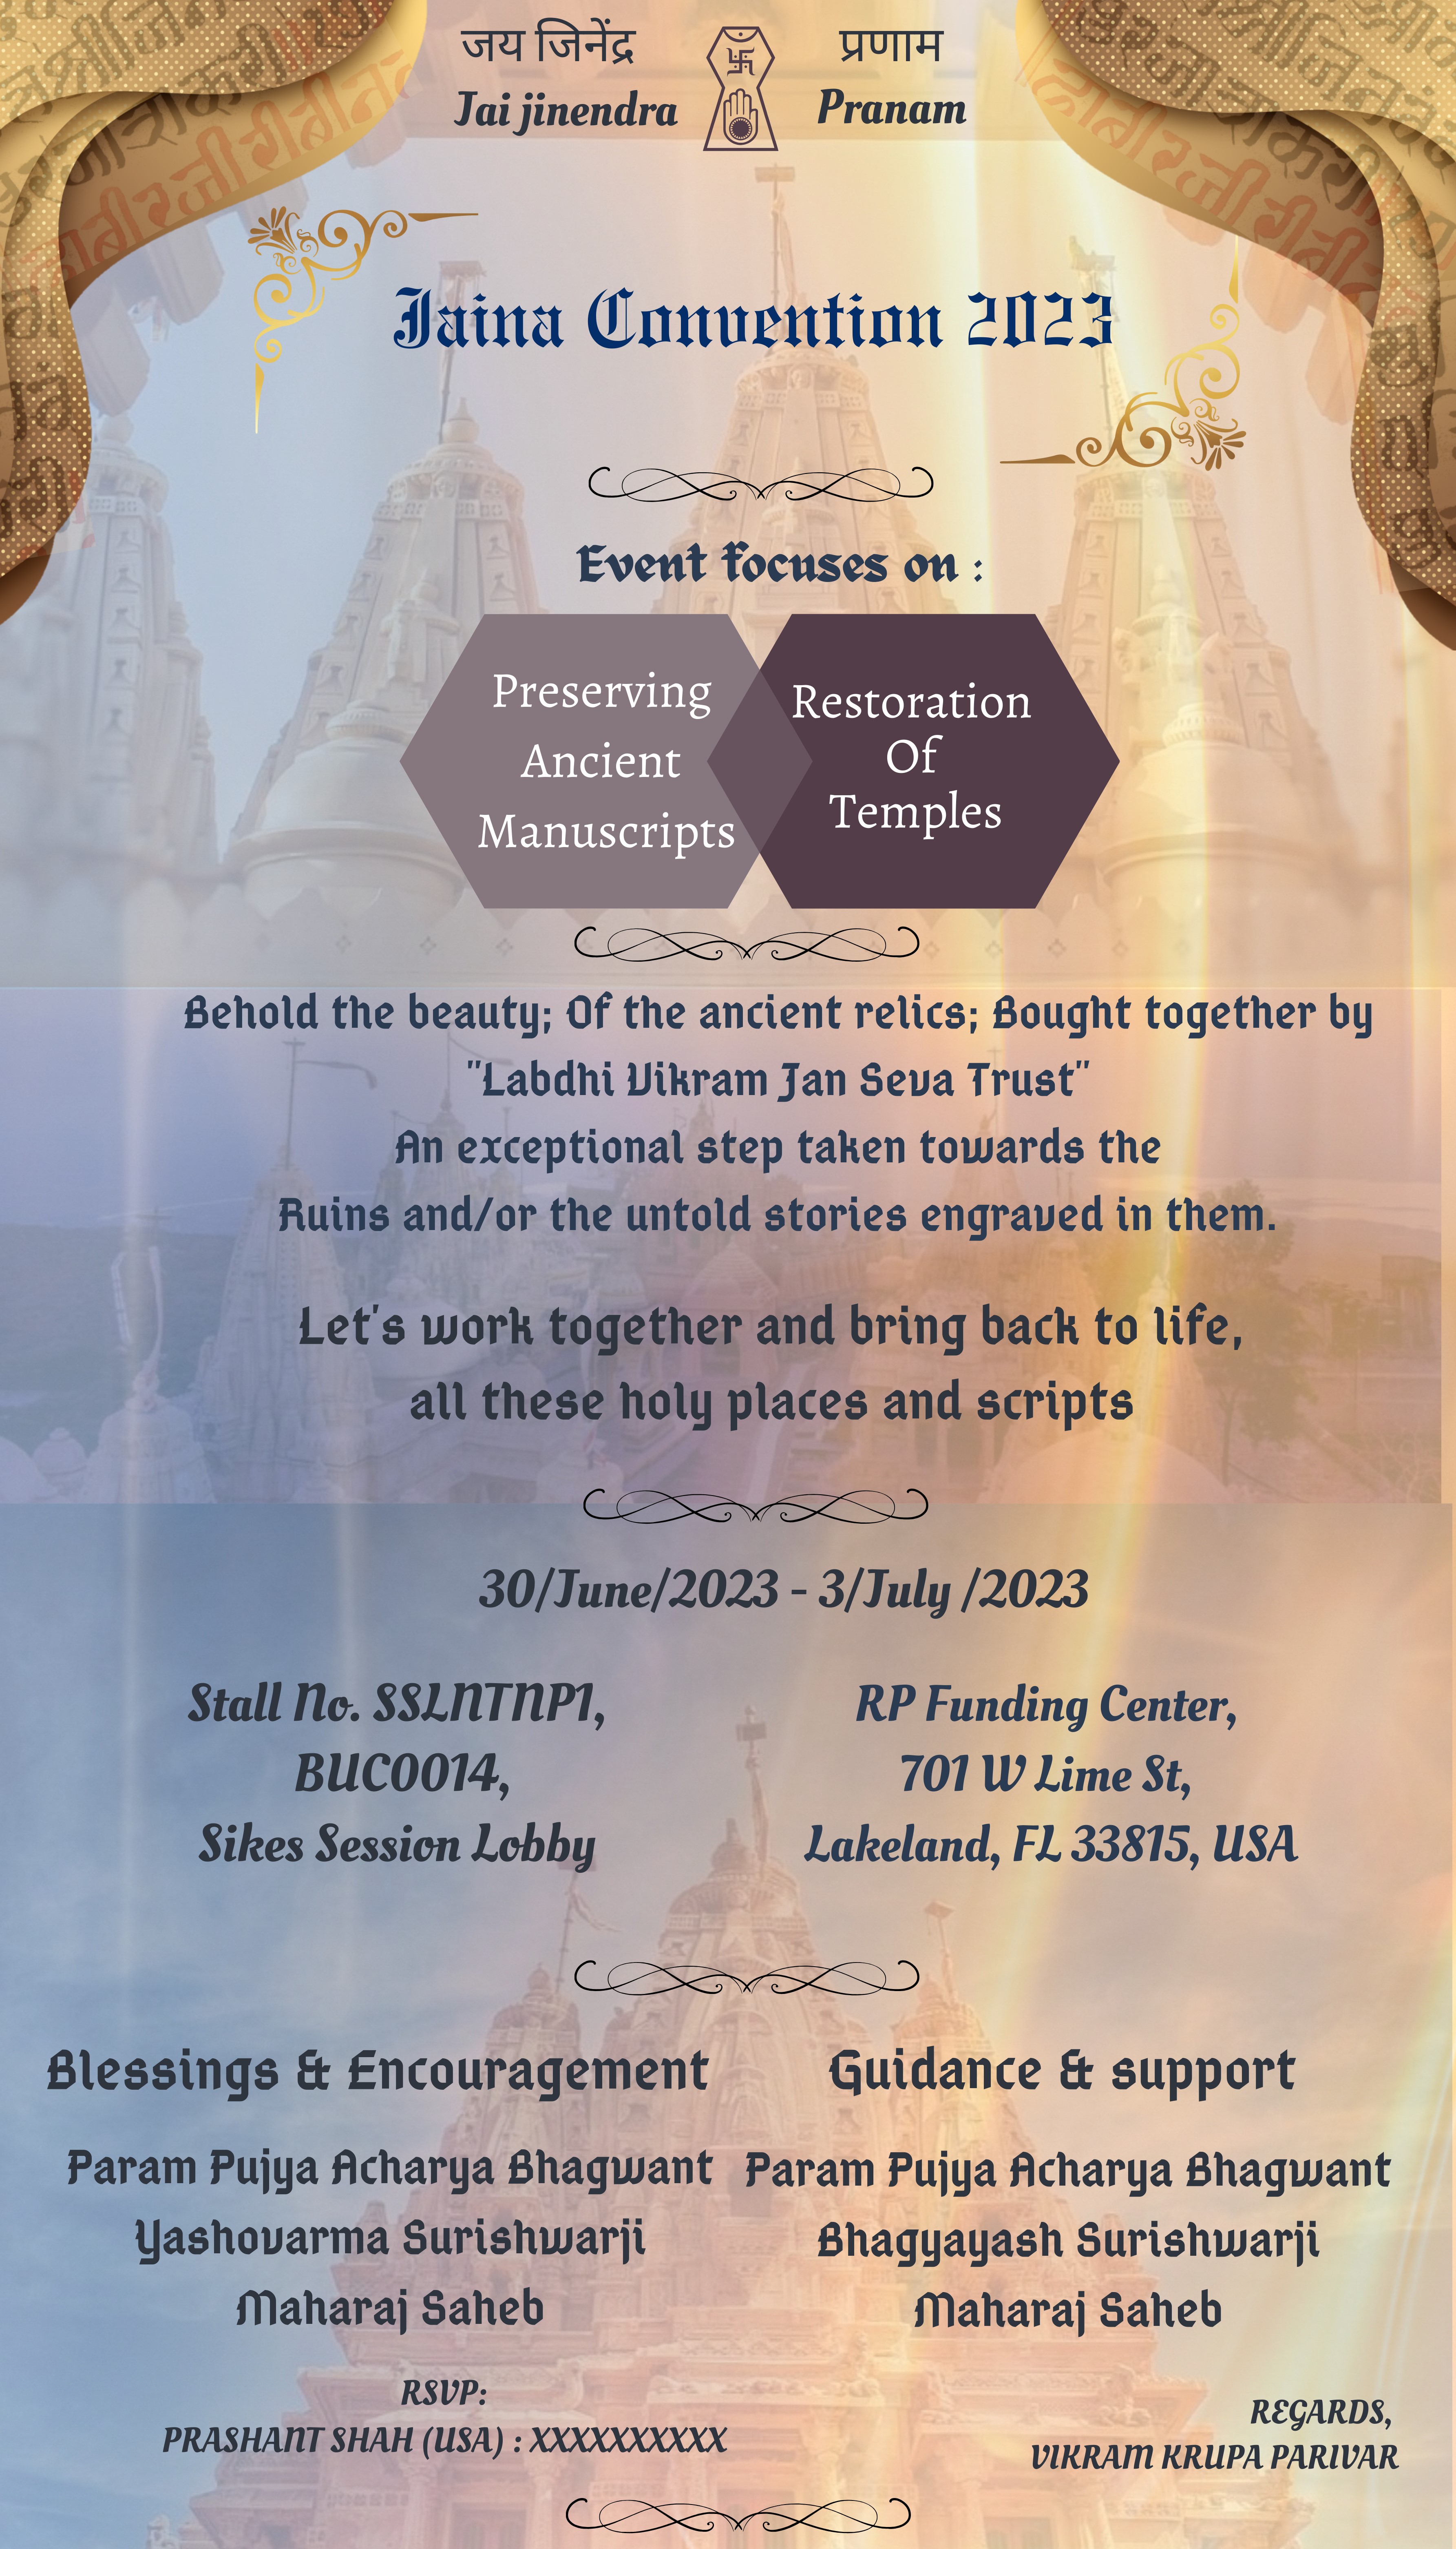 जय जिनेंद्र
प्रणाम
Jai jinendra
Pranam
Jaina Convention 2023
Event focuses on :
Preserving
Ancient
Manuscripts
Restoration
Of
Temples
Behold the beauty; Of the ancient relics; Bought together by
"Labdhi Vikram Jan Seva Trust"
An exceptional step taken towards the
Ruins and/or the untold stories engraved in them.
Let's work together and bring back to life,
all these holy places and scripts
30/June/2023 - 3/July /2023
Stall No. SSLNTNP1,
BUC0014,
Sikes Session Lobby
RP Funding Center,
701 W Lime St,
Lakeland, FL 33815, USA
Blessings & Encouragement
Param Pujya Acharya Bhagwant
Yashovarma Surishwarji
Maharaj Saheb
Guidance & support
Param Pujya Acharya Bhagwant
Bhagyayash Surishwarji
Maharaj Saheb
RSVP:
PRASHANT SHAH (USA) : XXXXXXXXXX
REGARDS,
VIKRAM KRUPA PARIVAR